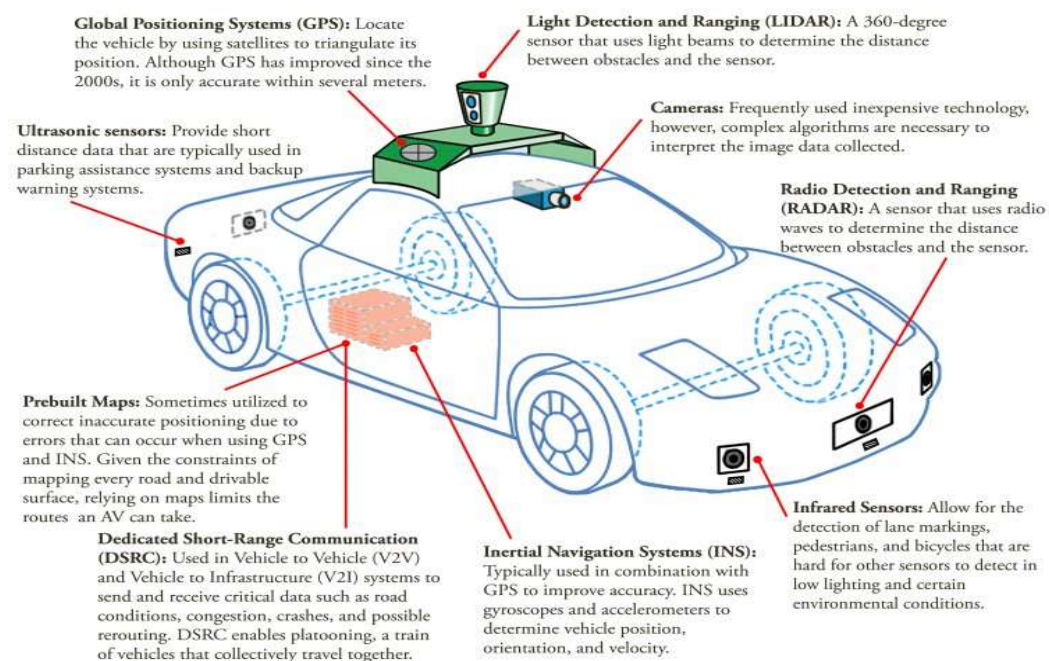 Global Positioning Systems (GPS): Locate
the vehicle by using satellites to triangulate its
position. Although GPS has improved since the
2000s, it is only accurate within several meters.
Light Detection and Ranging (LIDAR): A 360-degree
sensor that uses light beams to determine the distance
between obstacles and the sensor.
Cameras: Frequently used inexpensive technology,
however, complex algorithms are necessary to
interpret the image data collected.
Ultrasonic sensors: Provide short
distance data that are typically used in
parking assistance systems and backup
warning systems.
Radio Detection and Ranging
(RADAR): A sensor that uses radio
waves to determine the distance
between obstacles and the sensor.
Prebuilt Maps: Sometimes utilized to
correct inaccurate positioning due to
errors that can occur when using GPS
and INS. Given the constraints of
mapping every road and drivable
surface, relying on maps limits the
routes an AV can take.
Dedicated Short-Range Communication
(DSRC): Used in Vehicle to Vehicle (V2V)
and Vehicle to Infrastructure (V2I) systems to
send and receive critical data such as road
conditions, congestion, crashes, and possible
rerouting. DSRC enables platooning, a train
of vehicles that collectively travel together.
Inertial Navigation Systems (INS):
Typically used in combination with
GPS to improve accuracy. INS uses
gyroscopes and accelerometers to
determine vehicle position,
orientation, and velocity.
Infrared Sensors: Allow for the
detection of lane markings,
pedestrians, and bicycles that are
hard for other sensors to detect in
low lighting and certain
environmental conditions.